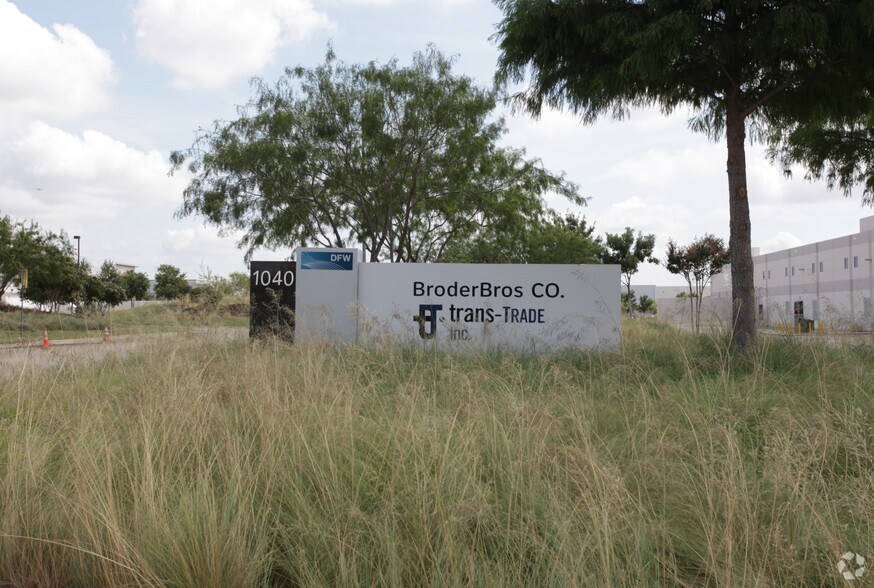 1040
DFW
BroderBros CO.
trans-TRADE
inc.